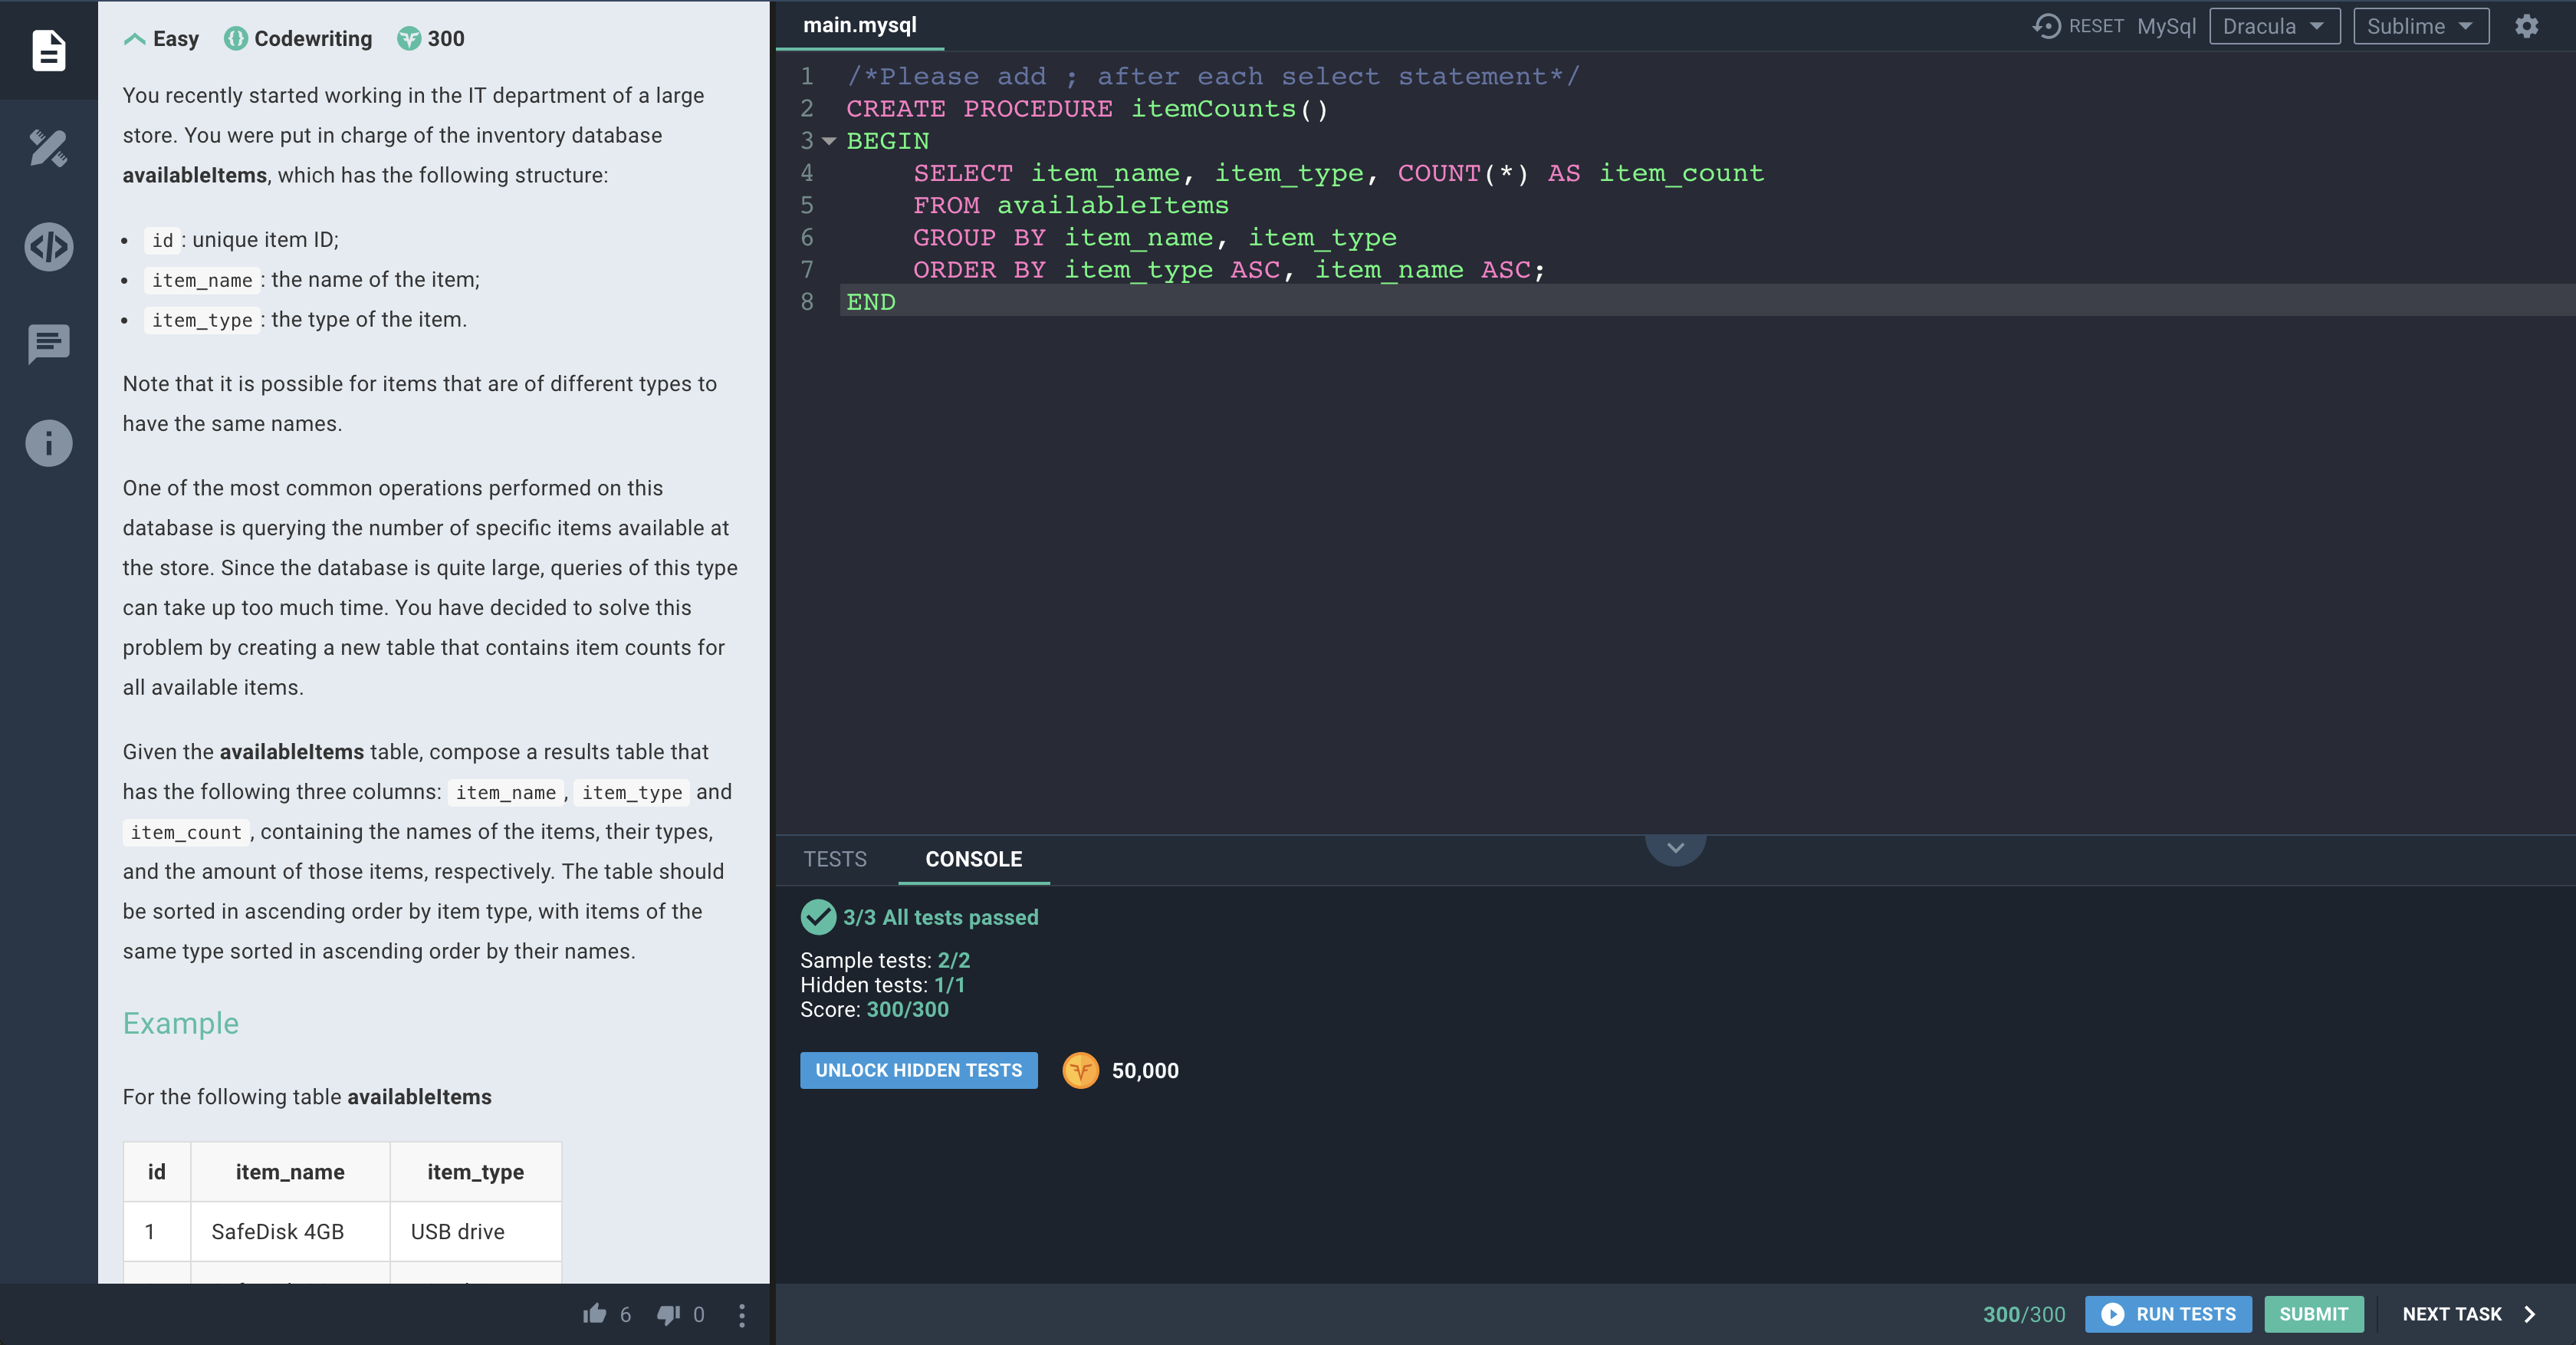 Easy Codewriting 300
You recently started working in the IT department of a large
store. You were put in charge of the inventory database
availableItems, which has the following structure:
• id : unique item ID;
• item_name : the name of the item;
• item_type : the type of the item.
Note that it is possible for items that are of different types to
have the same names.
One of the most common operations performed on this
database is querying the number of specific items available at
the store. Since the database is quite large, queries of this type
can take up too much time. You have decided to solve this
problem by creating a new table that contains item counts for
all available items.
Given the availableItems table, compose a results table that
has the following three columns: item_name , item_type and
item_count , containing the names of the items, their types,
and the amount of those items, respectively. The table should
be sorted in ascending order by item type, with items of the
same type sorted in ascending order by their names.
Example
For the following table availableItems
id item_name item_type
1 SafeDisk 4GB USB drive
6 0
main.mysql
RESET MySql Dracula Sublime
1 /*Please add ; after each select statement*/
2 CREATE PROCEDURE itemCounts()
3 BEGIN
4 SELECT item_name, item_type, COUNT(*) AS item_count
5 FROM availableItems
6 GROUP BY item_name, item_type
7 ORDER BY item_type ASC, item_name ASC;
8 END
TESTS CONSOLE
3/3 All tests passed
Sample tests: 2/2
Hidden tests: 1/1
Score: 300/300
UNLOCK HIDDEN TESTS 50,000
300/300 RUN TESTS SUBMIT NEXT TASK